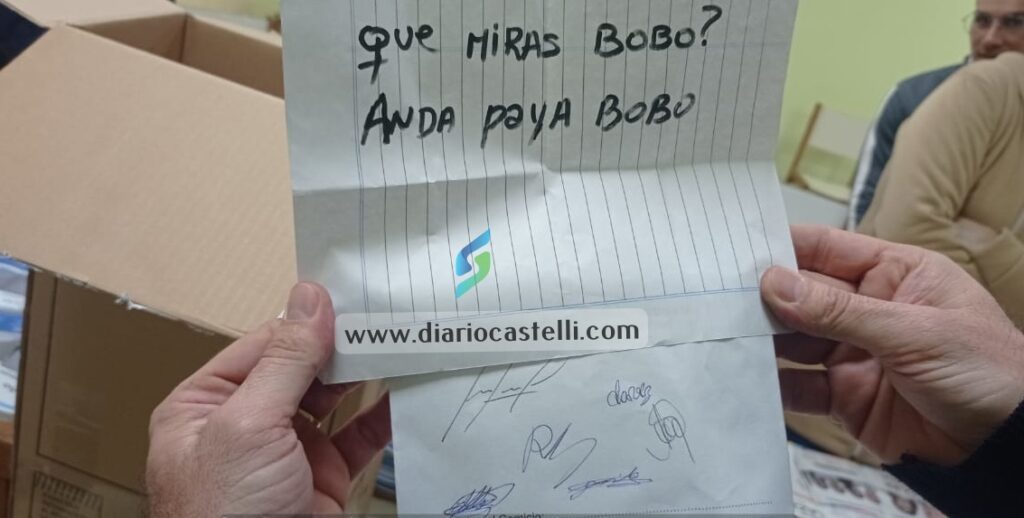 Que MIRAS BOBO?
ANDA paYA BOBO
www.diariocastelli.com